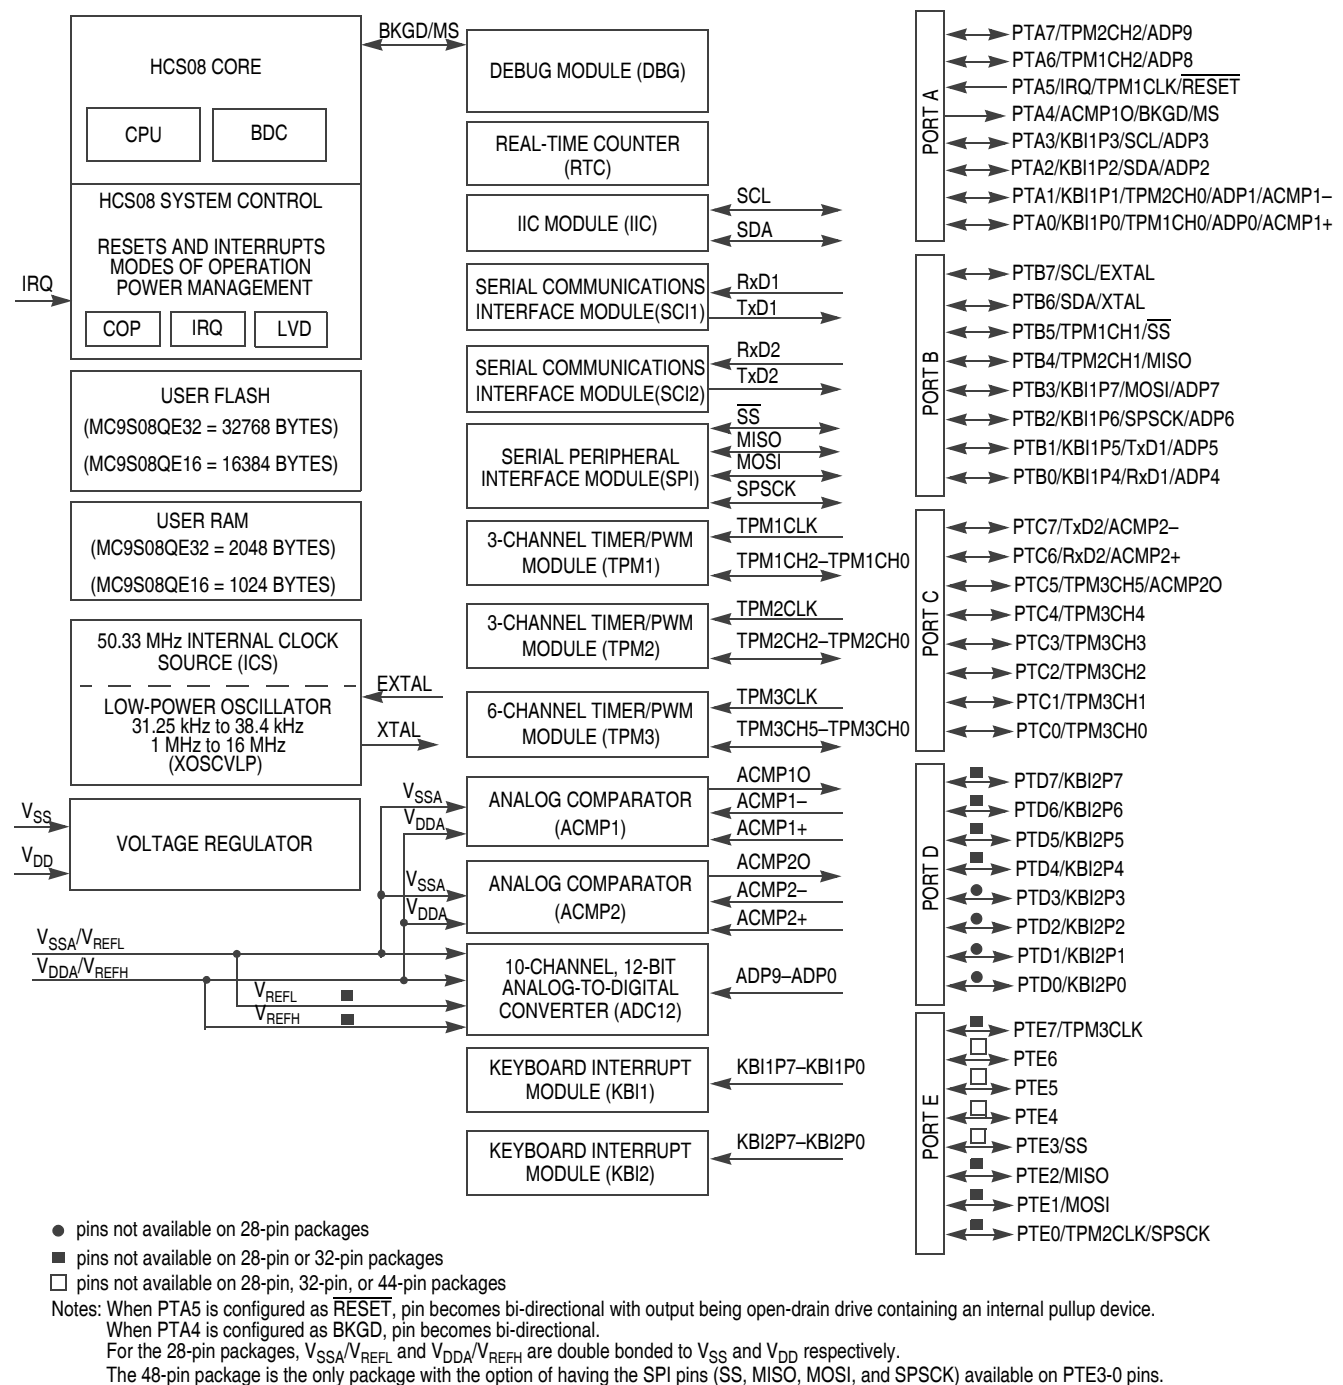 HCS08 CORE
CPU
BDC
HCS08 SYSTEM CONTROL
RESETS AND INTERRUPTS
MODES OF OPERATION
POWER MANAGEMENT
COP
IRQ
LVD
IRQ
USER FLASH
(MC9S08QE32 = 32768 BYTES)
(MC9S08QE16 = 16384 BYTES)
USER RAM
(MC9S08QE32 = 2048 BYTES)
(MC9S08QE16 = 1024 BYTES)
50.33 MHz INTERNAL CLOCK
SOURCE (ICS)
LOW-POWER OSCILLATOR
31.25 kHz to 38.4 kHz
1 MHz to 16 MHz
(XOSCVLP)
EXTAL
XTAL
VSS
VDD
VOLTAGE REGULATOR
VSSA/VREFL
VDDA/VREFH
BKGD/MS
DEBUG MODULE (DBG)
REAL-TIME COUNTER
(RTC)
IIC MODULE (IIC)
SCL
SDA
SERIAL COMMUNICATIONS
INTERFACE MODULE(SCI1)
RxD1
TxD1
SERIAL COMMUNICATIONS
INTERFACE MODULE(SCI2)
RxD2
TxD2
SERIAL PERIPHERAL
INTERFACE MODULE(SPI)
SS
MISO
MOSI
SPSCK
3-CHANNEL TIMER/PWM
MODULE (TPM1)
TPM1CLK
TPM1CH2–TPM1CH0
3-CHANNEL TIMER/PWM
MODULE (TPM2)
TPM2CLK
TPM2CH2–TPM2CH0
6-CHANNEL TIMER/PWM
MODULE (TPM3)
TPM3CLK
TPM3CH5–TPM3CH0
VSSA
VDDA
ANALOG COMPARATOR
(ACMP1)
ACMP1O
ACMP1–
ACMP1+
VSSA
VDDA
ANALOG COMPARATOR
(ACMP2)
ACMP2O
ACMP2–
ACMP2+
VREFL
VREFH
10-CHANNEL, 12-BIT
ANALOG-TO-DIGITAL
CONVERTER (ADC12)
ADP9–ADP0
KEYBOARD INTERRUPT
MODULE (KBI1)
KBI1P7–KBI1P0
KEYBOARD INTERRUPT
MODULE (KBI2)
KBI2P7–KBI2P0
PORT A
PTA7/TPM2CH2/ADP9
PTA6/TPM1CH2/ADP8
PTA5/IRQ/TPM1CLK/RESET
PTA4/ACMP1O/BKGD/MS
PTA3/KBI1P3/SCL/ADP3
PTA2/KBI1P2/SDA/ADP2
PTA1/KBI1P1/TPM2CH0/ADP1/ACMP1–
PTA0/KBI1P0/TPM1CH0/ADP0/ACMP1+
PORT B
PTB7/SCL/EXTAL
PTB6/SDA/XTAL
PTB5/TPM1CH1/SS
PTB4/TPM2CH1/MISO
PTB3/KBI1P7/MOSI/ADP7
PTB2/KBI1P6/SPSCK/ADP6
PTB1/KBI1P5/TxD1/ADP5
PTB0/KBI1P4/RxD1/ADP4
PORT C
PTC7/TxD2/ACMP2–
PTC6/RxD2/ACMP2+
PTC5/TPM3CH5/ACMP2O
PTC4/TPM3CH4
PTC3/TPM3CH3
PTC2/TPM3CH2
PTC1/TPM3CH1
PTC0/TPM3CH0
PORT D
PTD7/KBI2P7
PTD6/KBI2P6
PTD5/KBI2P5
PTD4/KBI2P4
PTD3/KBI2P3
PTD2/KBI2P2
PTD1/KBI2P1
PTD0/KBI2P0
PORT E
PTE7/TPM3CLK
PTE6
PTE5
PTE4
PTE3/SS
PTE2/MISO
PTE1/MOSI
PTE0/TPM2CLK/SPSCK
pins not available on 28-pin packages
pins not available on 28-pin or 32-pin packages
pins not available on 28-pin, 32-pin, or 44-pin packages
Notes: When PTA5 is configured as RESET, pin becomes bi-directional with output being open-drain drive containing an internal pullup device.
When PTA4 is configured as BKGD, pin becomes bi-directional.
For the 28-pin packages, VSSA/VREFL and VDDA/VREFH are double bonded to VSS and VDD respectively.
The 48-pin package is the only package with the option of having the SPI pins (SS, MISO, MOSI, and SPSCK) available on PTE3-0 pins.